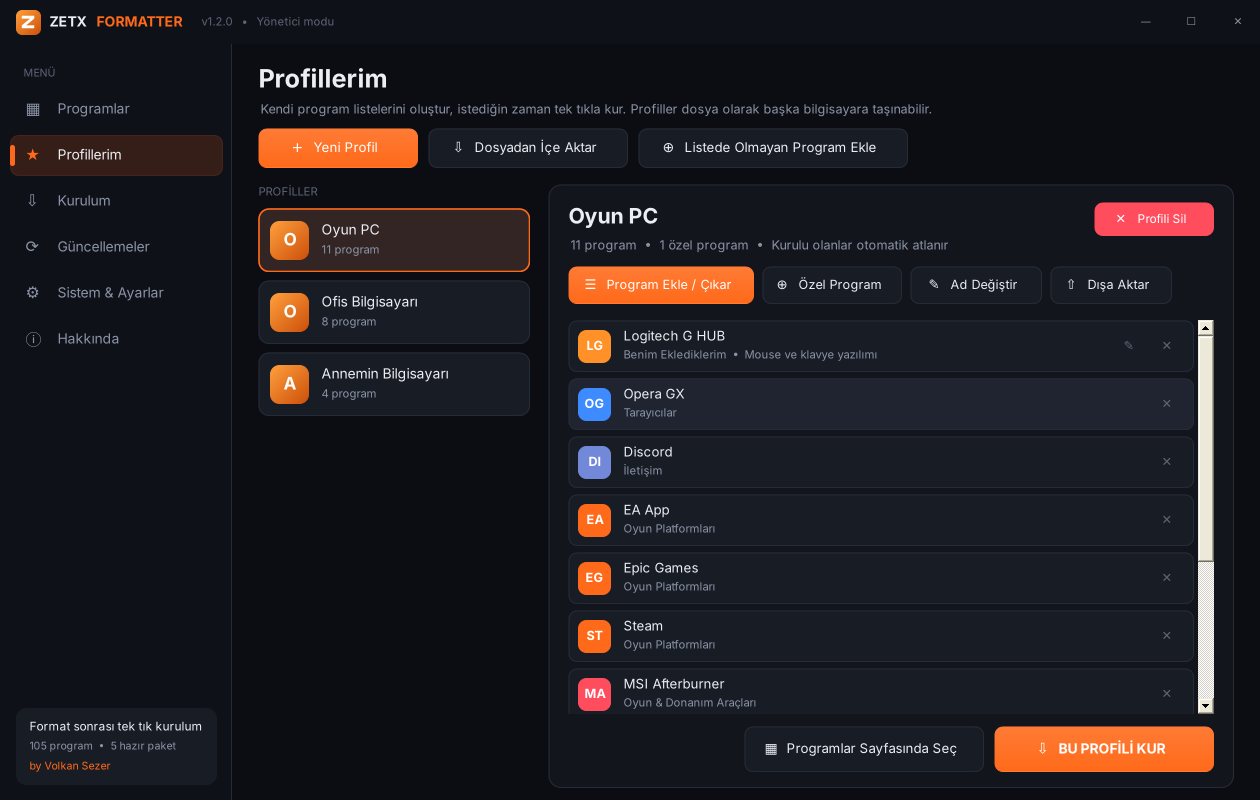 Z ZETX FORMATTER v1.2.0 • Yönetici modu
MENÜ
Programlar
Profillerim
Kurulum
Güncellemeler
Sistem & Ayarlar
Hakkında
Format sonrası tek tık kurulum
105 program • 5 hazır paket
by Volkan Sezer
Profillerim
Kendi program listelerini oluştur, istediğin zaman tek tıkla kur. Profiller dosya olarak başka bilgisayara taşınabilir.
+ Yeni Profil
Dosyadan İçe Aktar
Listede Olmayan Program Ekle
PROFİLLER
O
Oyun PC
11 program
O
Ofis Bilgisayarı
8 program
A
Annemin Bilgisayarı
4 program
Oyun PC
11 program • 1 özel program • Kurulu olanlar otomatik atlanır
✕ Profili Sil
Program Ekle / Çıkar
Özel Program
Ad Değiştir
Dışa Aktar
LG
Logitech G HUB
Benim Eklediklerim • Mouse ve klavye yazılımı
OG
Opera GX
Tarayıcılar
DI
Discord
İletişim
EA
EA App
Oyun Platformları
EG
Epic Games
Oyun Platformları
ST
Steam
Oyun Platformları
MA
MSI Afterburner
Oyun & Donanım Araçları
Programlar Sayfasında Seç
BU PROFİLİ KUR